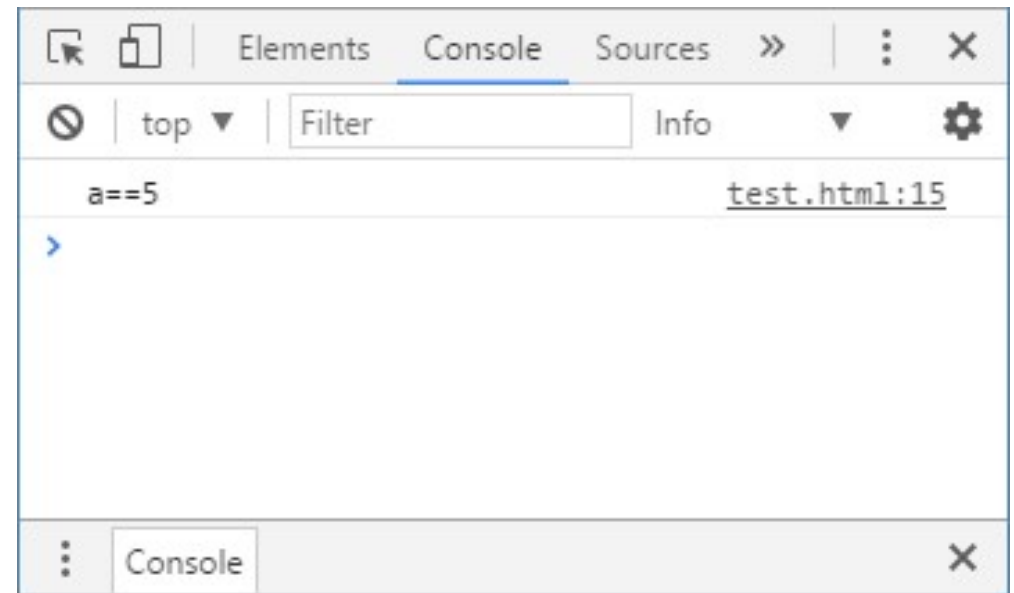 Elements Console Sources »
top ▼ Filter Info ▼
a==5 test.html:15
>
Console